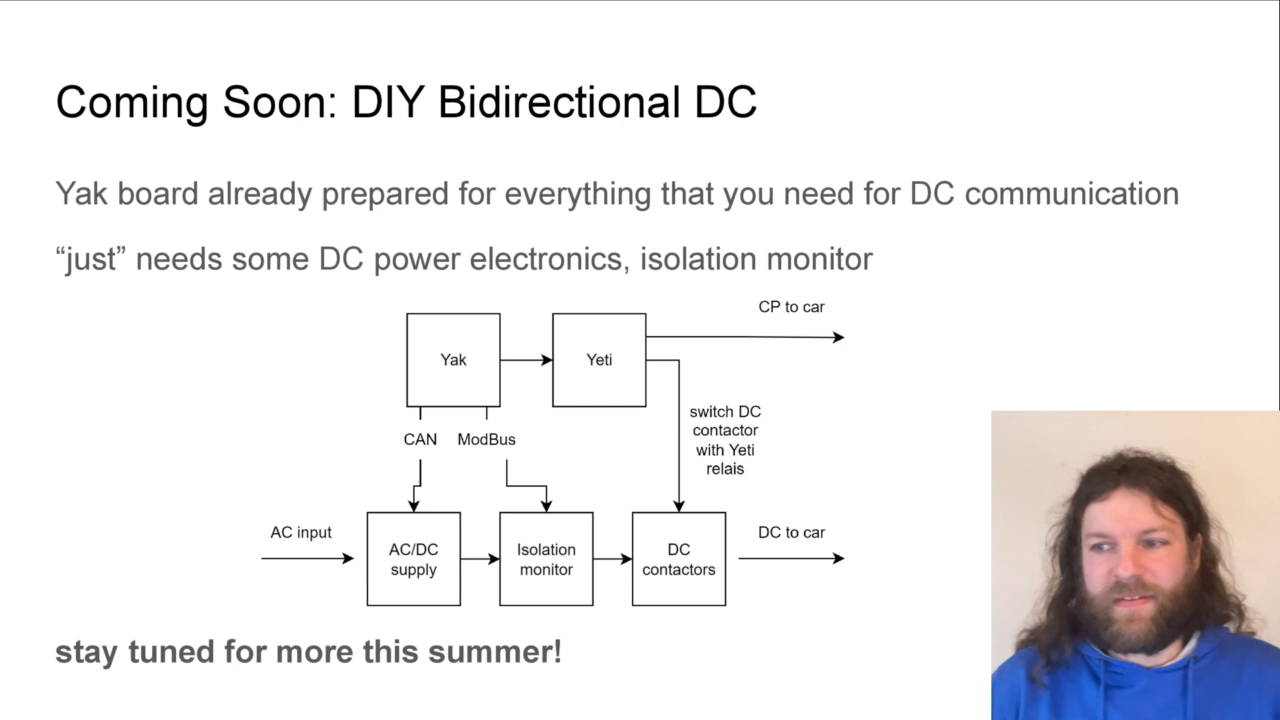 Coming Soon: DIY Bidirectional DC
Yak board already prepared for everything that you need for DC communication
“just” needs some DC power electronics, isolation monitor
CP to car
Yak
Yeti
switch DC
contactor
with Yeti
relais
CAN
ModBus
AC input
AC/DC
supply
Isolation
monitor
DC
contactors
DC to car
stay tuned for more this summer!